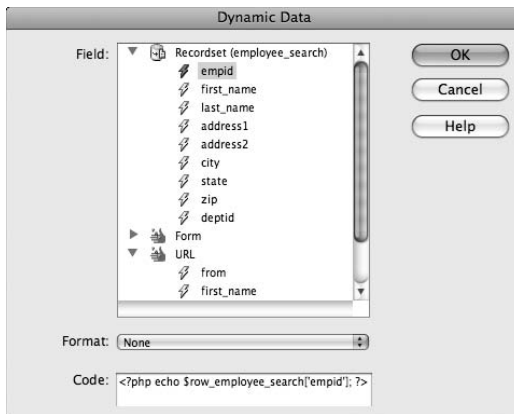 Dynamic Data
Field:
Recordset (employee_search)
empid
first_name
last_name
address1
address2
city
state
zip
deptid
Form
URL
from
first_name
OK
Cancel
Help
Format: None
Code: <?php echo $row_employee_search['empid']; ?>